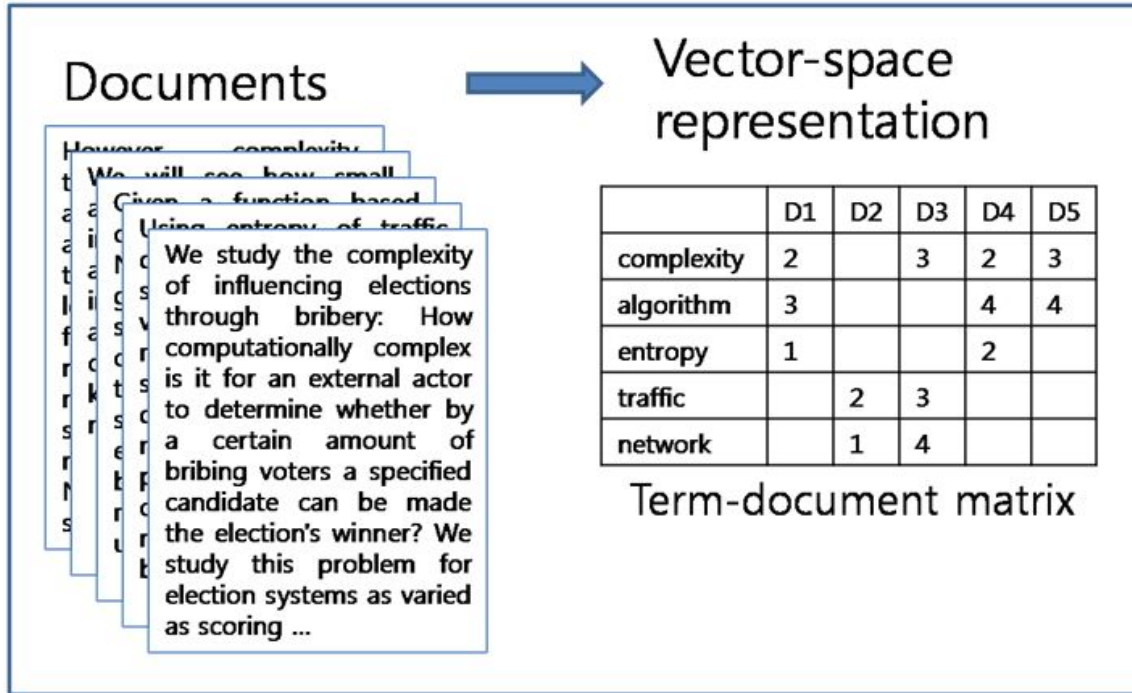 Documents
Vector-space
representation
However, complexity
We will see how small
Given a function based
Using entropy of traffic
We study the complexity
of influencing elections
through bribery: How
computationally complex
is it for an external actor
to determine whether by
a certain amount of
bribing voters a specified
candidate can be made
the election's winner? We
study this problem for
election systems as varied
as scoring ...
D1 D2 D3 D4 D5
complexity 2 3 2 3
algorithm 3 4 4
entropy 1 2
traffic 2 3
network 1 4
Term-document matrix